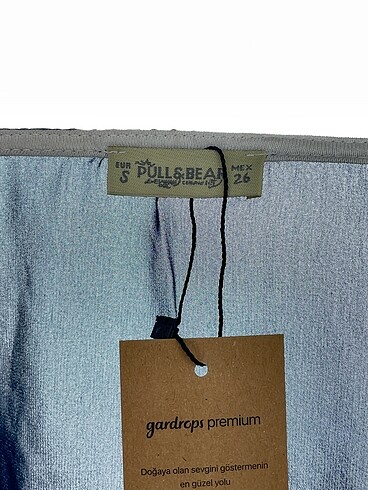 EUR
S
PULL&BEAR
MEX
26
gardrops premium
Doğaya olan sevgini göstermenin
en güzel yolu